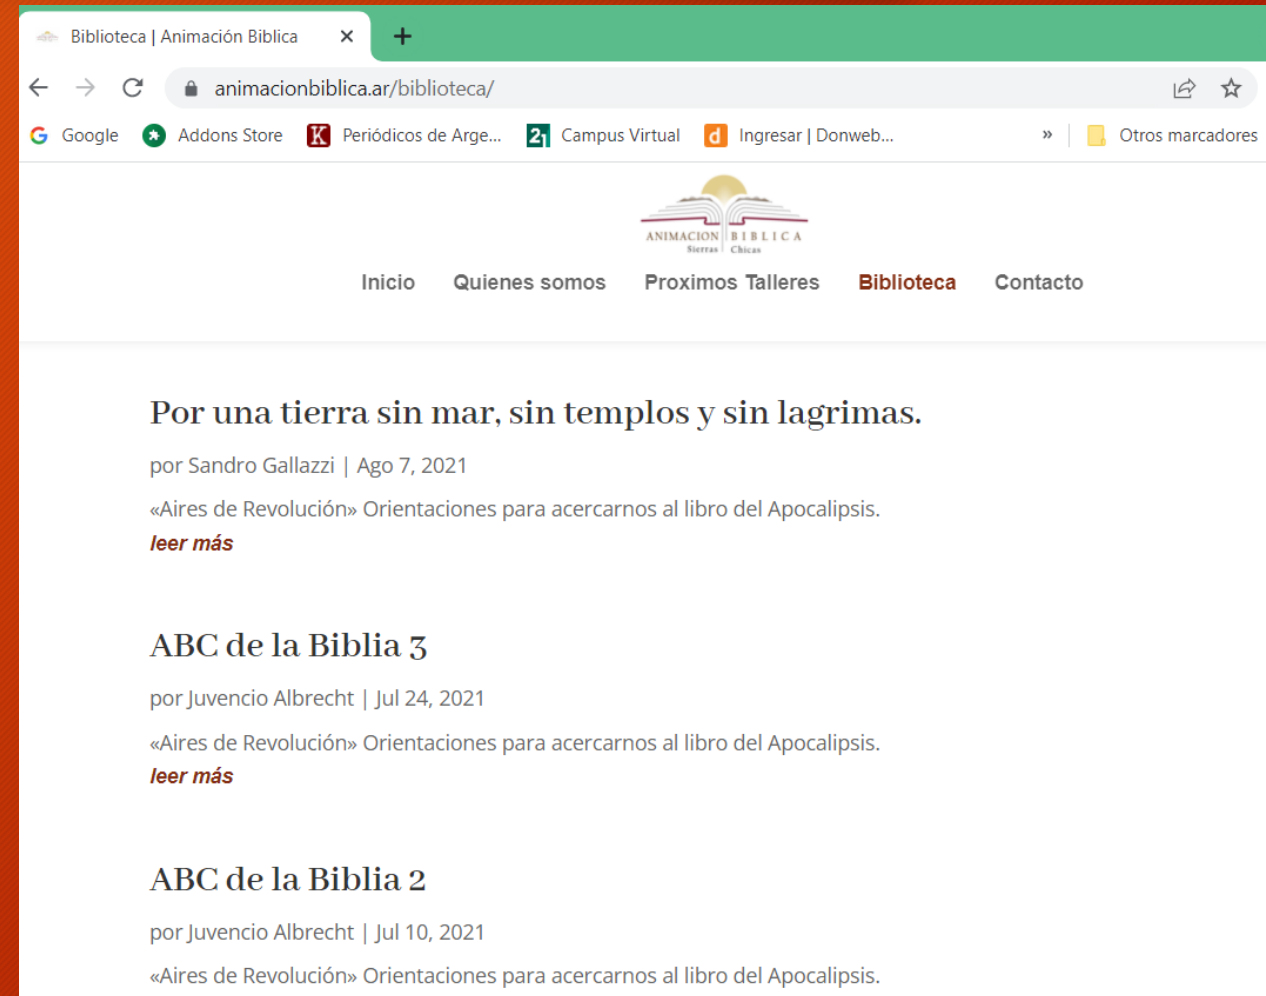 Biblioteca | Animación Biblica
animacionbiblica.ar/biblioteca/
Google Addons Store Periódicos de Arge... Campus Virtual Ingresar | Donweb... » Otros marcadores
ANIMACION BIBLICA
Sierras Chicas
Inicio Quienes somos Proximos Talleres Biblioteca Contacto
Por una tierra sin mar, sin templos y sin lagrimas.
por Sandro Gallazzi | Ago 7, 2021
«Aires de Revolución» Orientaciones para acercarnos al libro del Apocalipsis.
leer más
ABC de la Biblia 3
por Juvencio Albrecht | Jul 24, 2021
«Aires de Revolución» Orientaciones para acercarnos al libro del Apocalipsis.
leer más
ABC de la Biblia 2
por Juvencio Albrecht | Jul 10, 2021
«Aires de Revolución» Orientaciones para acercarnos al libro del Apocalipsis.